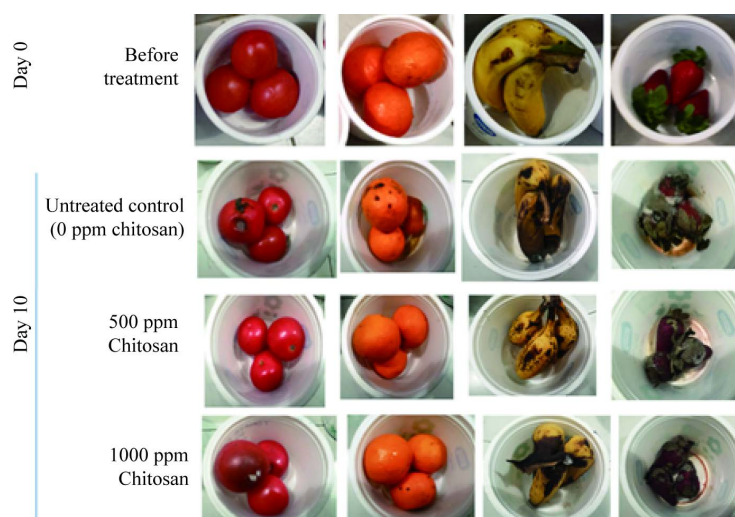 Day 0
Before
treatment
Day 10
Untreated control
(0 ppm chitosan)
500 ppm
Chitosan
1000 ppm
Chitosan